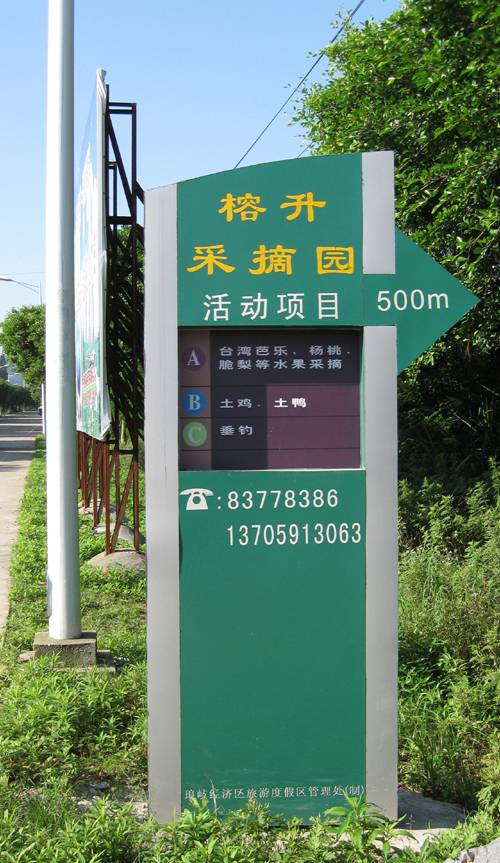 榕升
采摘园
活动项目
500m
A 台湾芭乐．杨桃．
脆梨等水果采摘
B 土鸡．土鸭
C 垂钓
☎:83778386
13705913063
琅岐经济区旅游度假区管理处(制)